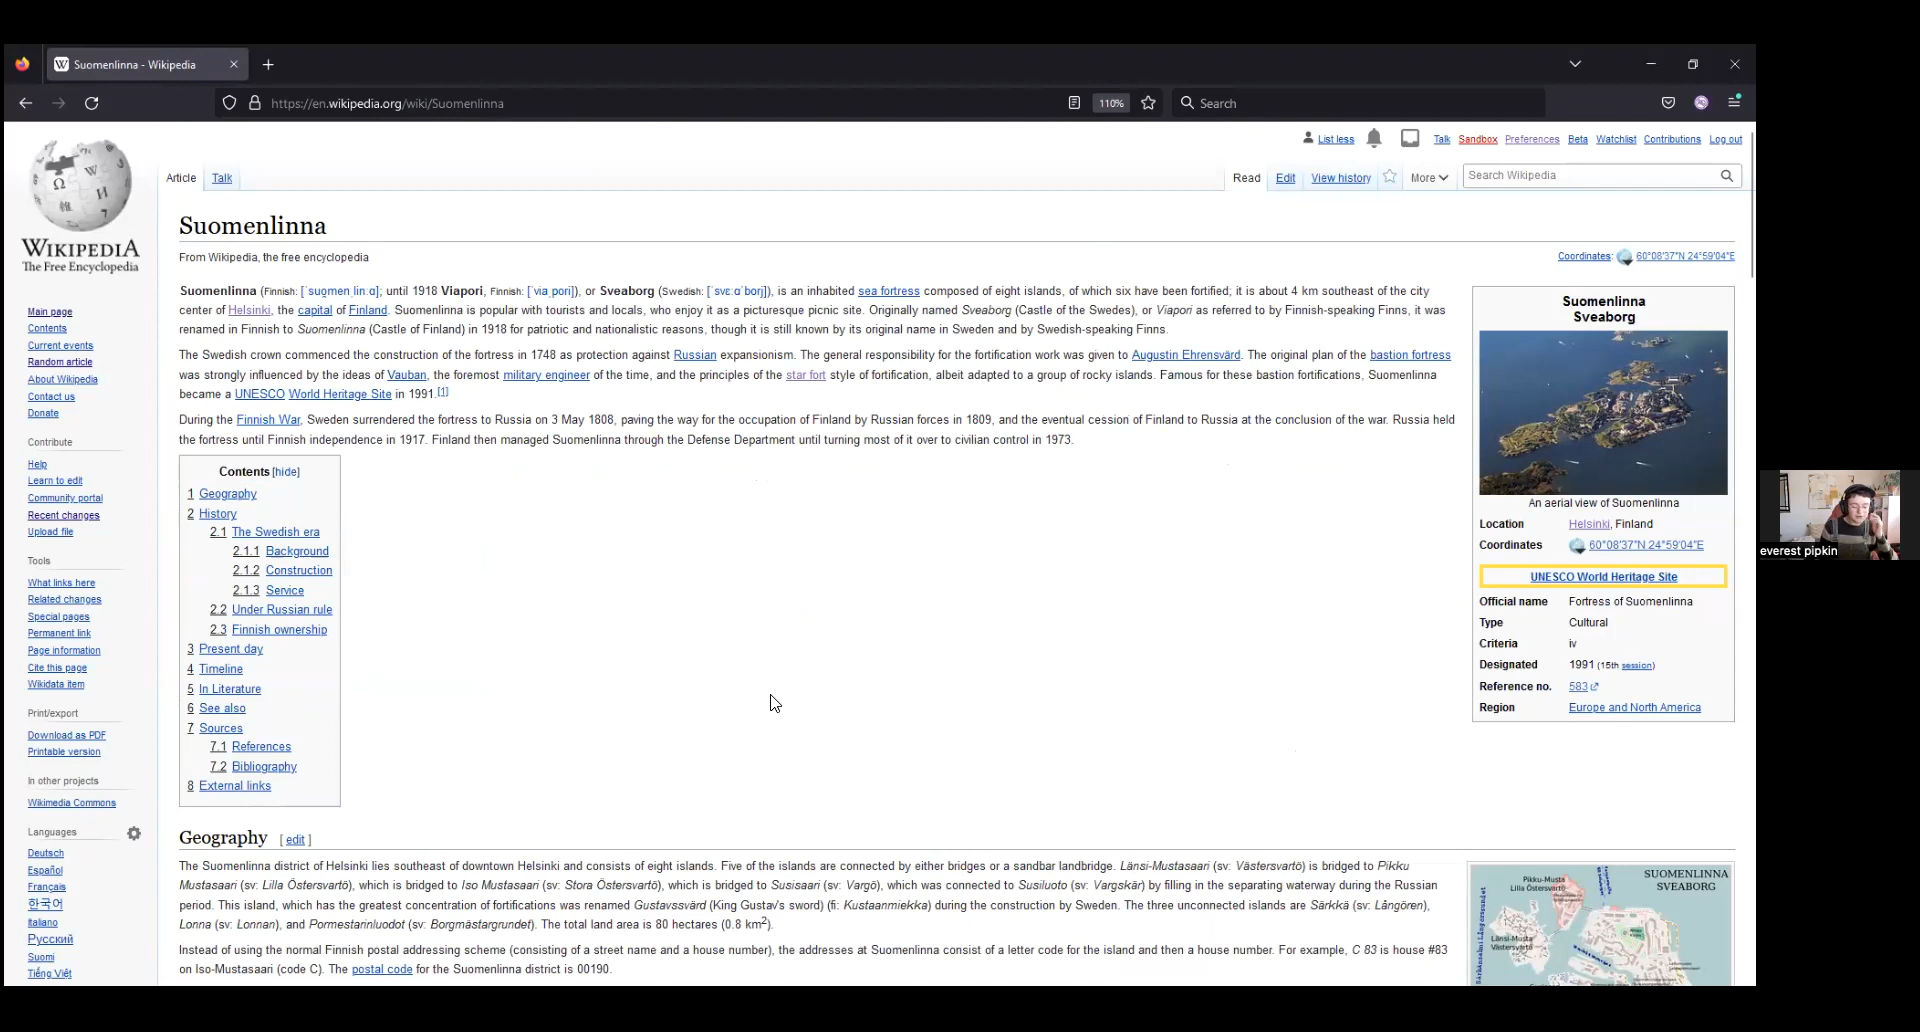 Suomenlinna - Wikipedia
https://en.wikipedia.org/wiki/Suomenlinna
110%
Search
List less
Talk
Sandbox
Preferences
Beta
Watchlist
Contributions
Log out
Article
Talk
Read
Edit
View history
More
Search Wikipedia
WIKIPEDIA
The Free Encyclopedia
Main page
Contents
Current events
Random article
About Wikipedia
Contact us
Donate
Contribute
Help
Learn to edit
Community portal
Recent changes
Upload file
Tools
What links here
Related changes
Special pages
Permanent link
Page information
Cite this page
Wikidata item
Print/export
Download as PDF
Printable version
In other projects
Wikimedia Commons
Languages
Deutsch
Español
Français
한국어
Italiano
Русский
Suomi
Tiếng Việt
Suomenlinna
From Wikipedia, the free encyclopedia
Coordinates: 60°08'37"N 24°59'04"E
Suomenlinna (Finnish: [ˈsuo̯menˌlinːɑ]; until 1918 Viapori, Finnish: [ˈviɑˌpori]), or Sveaborg (Swedish: [ˈsvɛːɑˈborj]), is an inhabited sea fortress composed of eight islands, of which six have been fortified; it is about 4 km southeast of the city
center of Helsinki, the capital of Finland. Suomenlinna is popular with tourists and locals, who enjoy it as a picturesque picnic site. Originally named Sveaborg (Castle of the Swedes), or Viapori as referred to by Finnish-speaking Finns, it was
renamed in Finnish to Suomenlinna (Castle of Finland) in 1918 for patriotic and nationalistic reasons, though it is still known by its original name in Sweden and by Swedish-speaking Finns.
The Swedish crown commenced the construction of the fortress in 1748 as protection against Russian expansionism. The general responsibility for the fortification work was given to Augustin Ehrensvärd. The original plan of the bastion fortress
was strongly influenced by the ideas of Vauban, the foremost military engineer of the time, and the principles of the star fort style of fortification, albeit adapted to a group of rocky islands. Famous for these bastion fortifications, Suomenlinna
became a UNESCO World Heritage Site in 1991.[1]
During the Finnish War, Sweden surrendered the fortress to Russia on 3 May 1808, paving the way for the occupation of Finland by Russian forces in 1809, and the eventual cession of Finland to Russia at the conclusion of the war. Russia held
the fortress until Finnish independence in 1917. Finland then managed Suomenlinna through the Defense Department until turning most of it over to civilian control in 1973.
Contents [hide]
1 Geography
2 History
2.1 The Swedish era
2.1.1 Background
2.1.2 Construction
2.1.3 Service
2.2 Under Russian rule
2.3 Finnish ownership
3 Present day
4 Timeline
5 In Literature
6 See also
7 Sources
7.1 References
7.2 Bibliography
8 External links
Suomenlinna
Sveaborg
An aerial view of Suomenlinna
Location Helsinki, Finland
Coordinates 60°08'37"N 24°59'04"E
UNESCO World Heritage Site
Official name Fortress of Suomenlinna
Type Cultural
Criteria iv
Designated 1991 (15th session)
Reference no. 583
Region Europe and North America
Geography [ edit ]
The Suomenlinna district of Helsinki lies southeast of downtown Helsinki and consists of eight islands. Five of the islands are connected by either bridges or a sandbar landbridge. Länsi-Mustasaari (sv: Västersvartö) is bridged to Pikku
Mustasaari (sv: Lilla Östersvartö), which is bridged to Iso Mustasaari (sv: Stora Östersvartö), which is bridged to Susisaari (sv: Vargö), which was connected to Susiluoto (sv: Vargskär) by filling in the separating waterway during the Russian
period. This island, which has the greatest concentration of fortifications was renamed Gustavssvärd (King Gustav's sword) (fi: Kustaanmiekka) during the construction by Sweden. The three unconnected islands are Särkkä (sv: Långören),
Lonna (sv: Lonnan), and Pormestarinluodot (sv: Borgmästargrundet). The total land area is 80 hectares (0.8 km2).
Instead of using the normal Finnish postal addressing scheme (consisting of a street name and a house number), the addresses at Suomenlinna consist of a letter code for the island and then a house number. For example, C 83 is house #83
on Iso-Mustasaari (code C). The postal code for the Suomenlinna district is 00190.
SUOMENLINNA
SVEABORG
Pikku-Musta
Lilla Östersvartö
Länsi-Musta
Västersvartö
everest pipkin